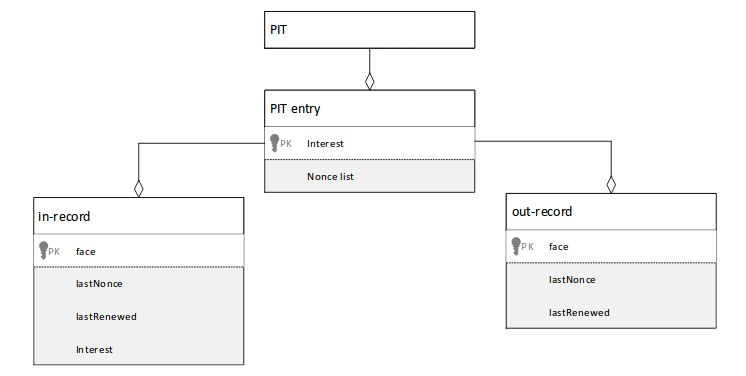 PIT
PIT entry
PK Interest
Nonce list
in-record
PK face
lastNonce
lastRenewed
Interest
out-record
PK face
lastNonce
lastRenewed